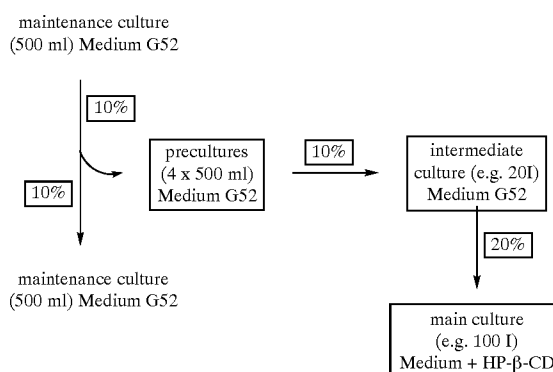 maintenance culture
(500 ml) Medium G52
10%
10%
precultures
(4 x 500 ml)
Medium G52
10%
intermediate
culture (e.g. 20I)
Medium G52
20%
maintenance culture
(500 ml) Medium G52
main culture
(e.g. 100 I)
Medium + HP-β-CD